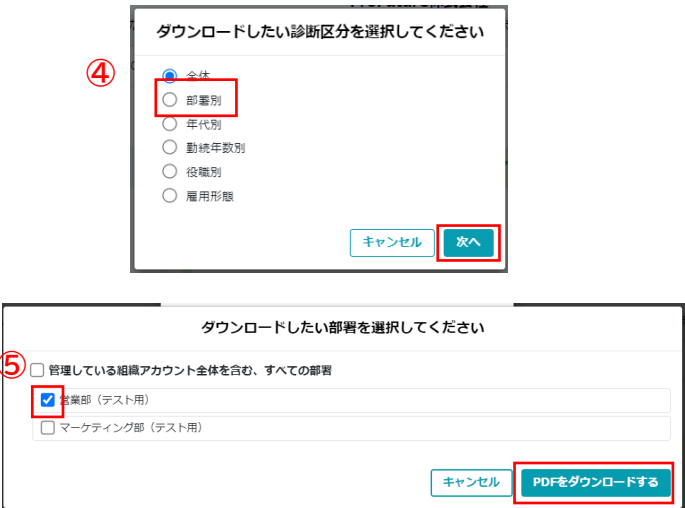 ダウンロードしたい診断区分を選択してください
④
全体
部署別
年代別
勤続年数別
役職別
雇用形態
キャンセル 次へ
ダウンロードしたい部署を選択してください
⑤
管理している組織アカウント全体を含む、すべての部署
営業部（テスト用）
マーケティング部（テスト用）
キャンセル PDFをダウンロードする